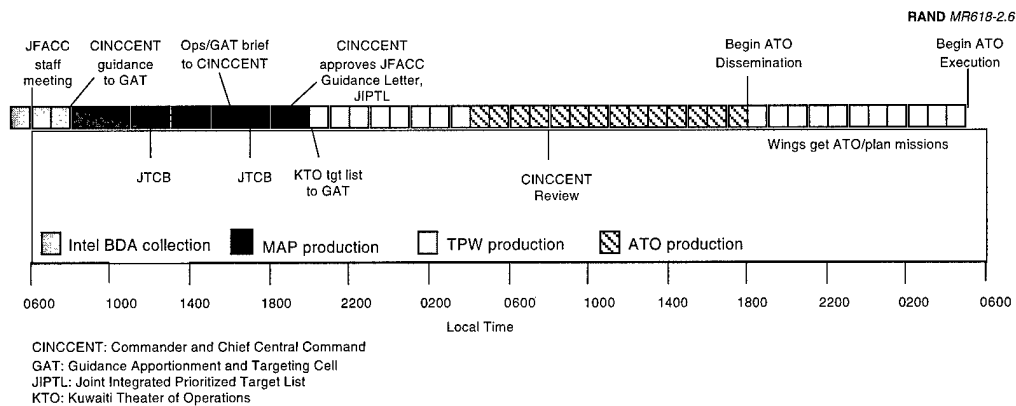 RAND MR618-2.6
JFACC
staff
meeting
CINCCENT
guidance
to GAT
Ops/GAT brief
to CINCCENT
CINCCENT
approves JFACC
Guidance Letter,
JIPTL
Begin ATO
Dissemination
Begin ATO
Execution
JTCB
JTCB
KTO tgt list
to GAT
CINCCENT
Review
Wings get ATO/plan missions
Intel BDA collection
MAP production
TPW production
ATO production
0600 1000 1400 1800 2200 0200 0600 1000 1400 1800 2200 0200 0600
Local Time
CINCCENT: Commander and Chief Central Command
GAT: Guidance Apportionment and Targeting Cell
JIPTL: Joint Integrated Prioritized Target List
KTO: Kuwaiti Theater of Operations